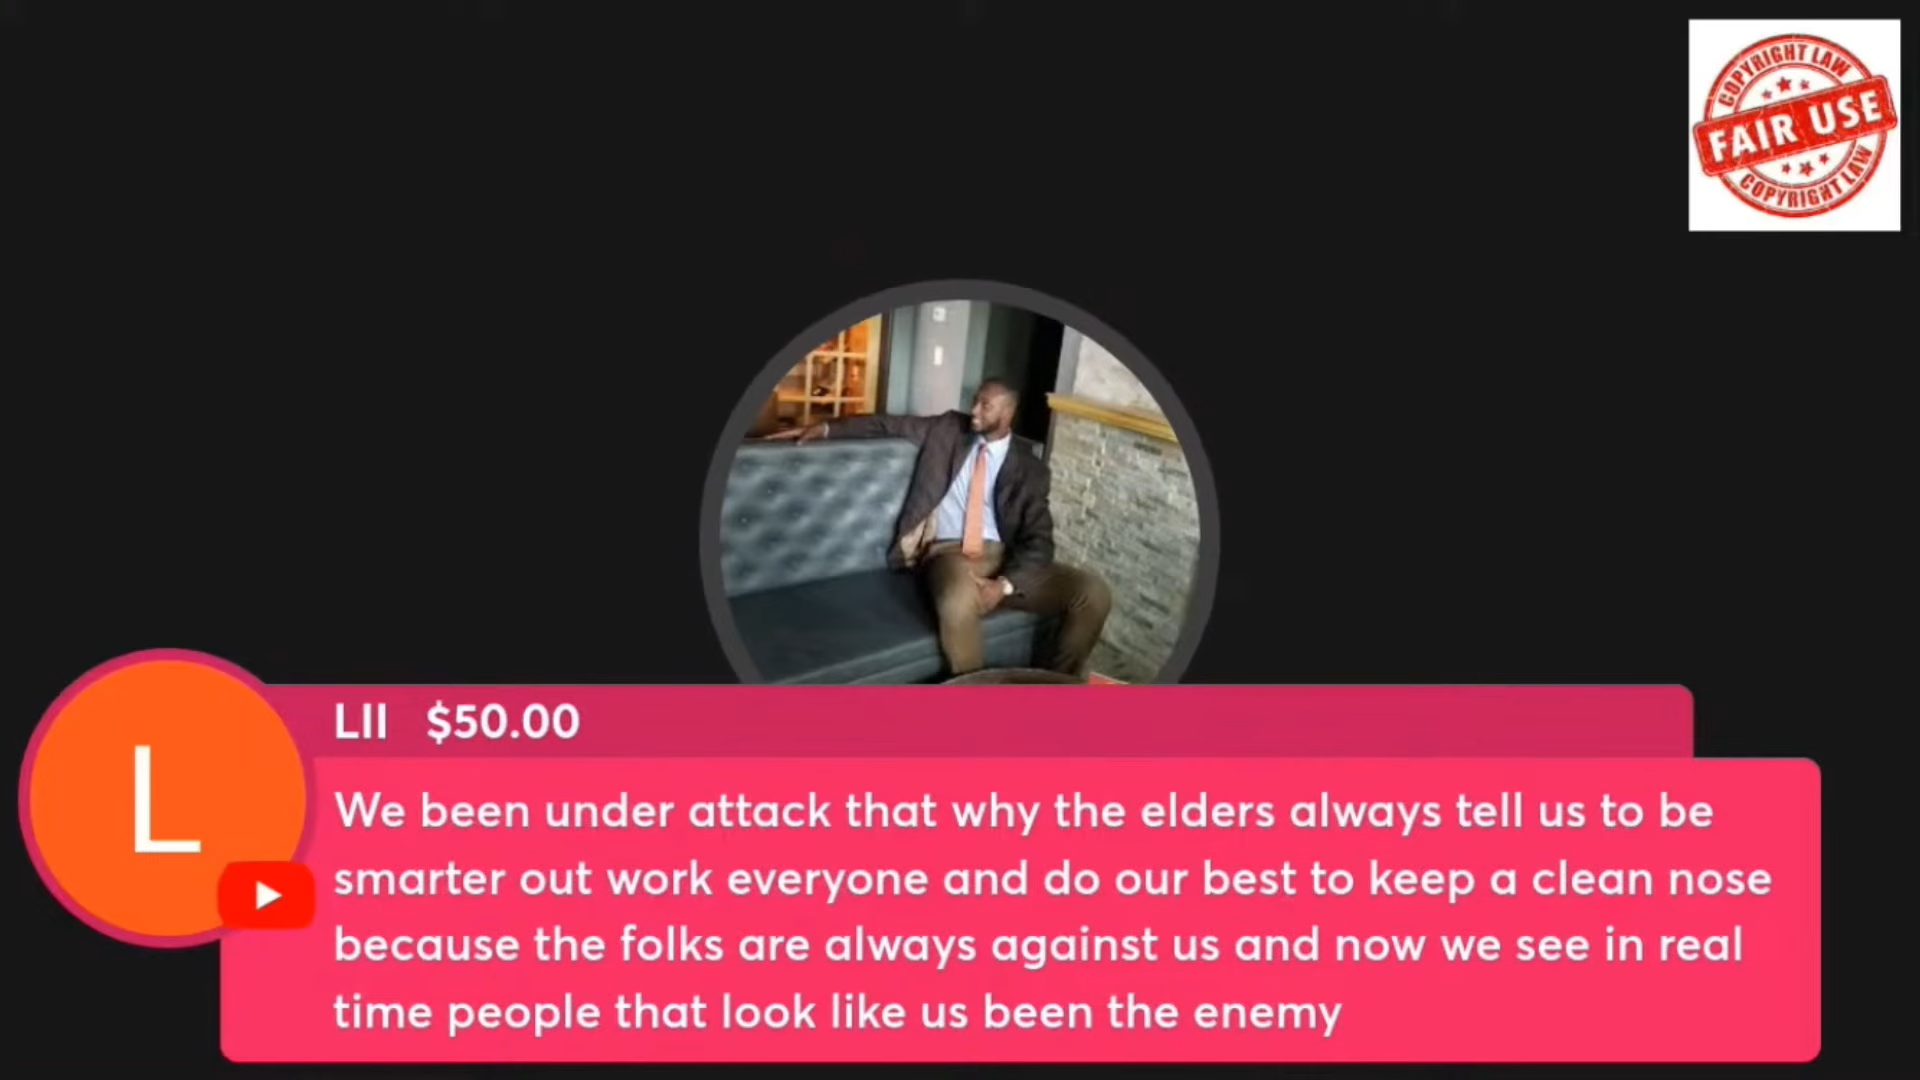 COPYRIGHT LAW
FAIR USE
COPYRIGHT LAW
LII $50.00
L
We been under attack that why the elders always tell us to be
smarter out work everyone and do our best to keep a clean nose
because the folks are always against us and now we see in real
time people that look like us been the enemy